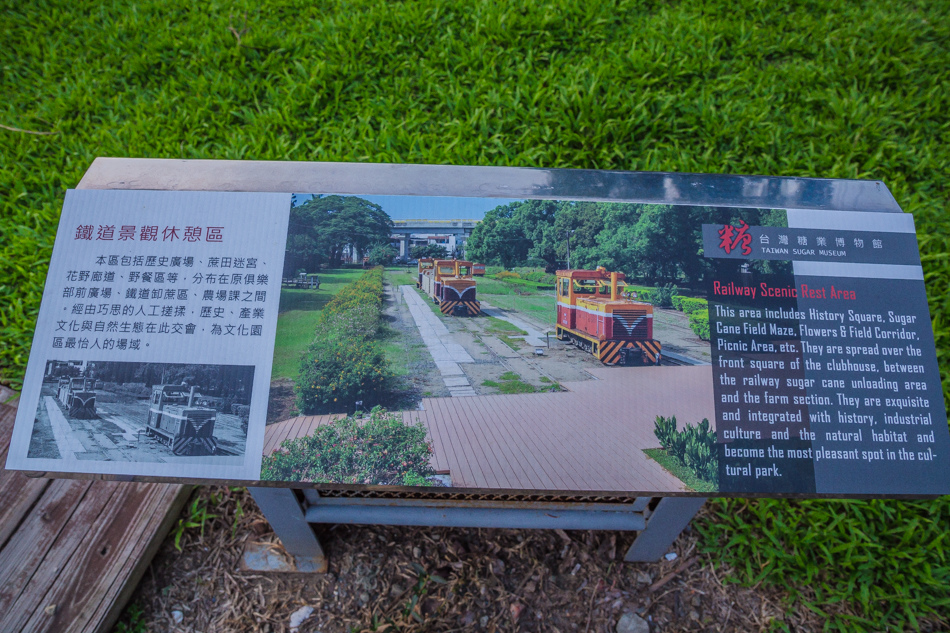 鐵道景觀休憩區
本區包括歷史廣場、蔗田迷宮、
花野廊道、野餐區等，分布在原俱樂
部前廣場、鐵道卸蔗區、農場課之間
。經由巧思的人工搓揉，歷史、產業
文化與自然生態在此交會，為文化園
區最怡人的場域。
糖 台灣糖業博物館
TAIWAN SUGAR MUSEUM
Railway Scenic Rest Area
This area includes History Square, Sugar
Cane Field Maze, Flowers & Field Corridor,
Picnic Area, etc. They are spread over the
front square of the clubhouse, between
the railway sugar cane unloading area
and the farm section. They are exquisite
and integrated with history, industrial
culture and the natural habitat and
become the most pleasant spot in the cul-
tural park.